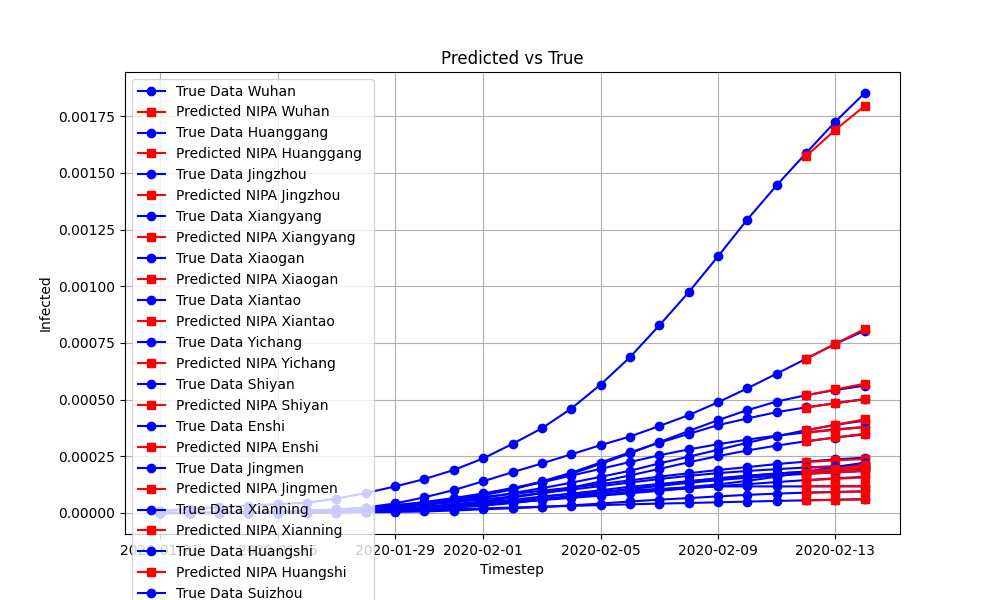 Predicted vs True
True Data Wuhan
Predicted NIPA Wuhan
True Data Huanggang
Predicted NIPA Huanggang
True Data Jingzhou
Predicted NIPA Jingzhou
True Data Xiangyang
Predicted NIPA Xiangyang
True Data Xiaogan
Predicted NIPA Xiaogan
True Data Xiantao
Predicted NIPA Xiantao
True Data Yichang
Predicted NIPA Yichang
True Data Shiyan
Predicted NIPA Shiyan
True Data Enshi
Predicted NIPA Enshi
True Data Jingmen
Predicted NIPA Jingmen
True Data Xianning
Predicted NIPA Xianning
True Data Huangshi
Predicted NIPA Huangshi
True Data Suizhou
Infected
0.00175
0.00150
0.00125
0.00100
0.00075
0.00050
0.00025
0.00000
2020-01-29 2020-02-01 2020-02-05 2020-02-09 2020-02-13
Timestep